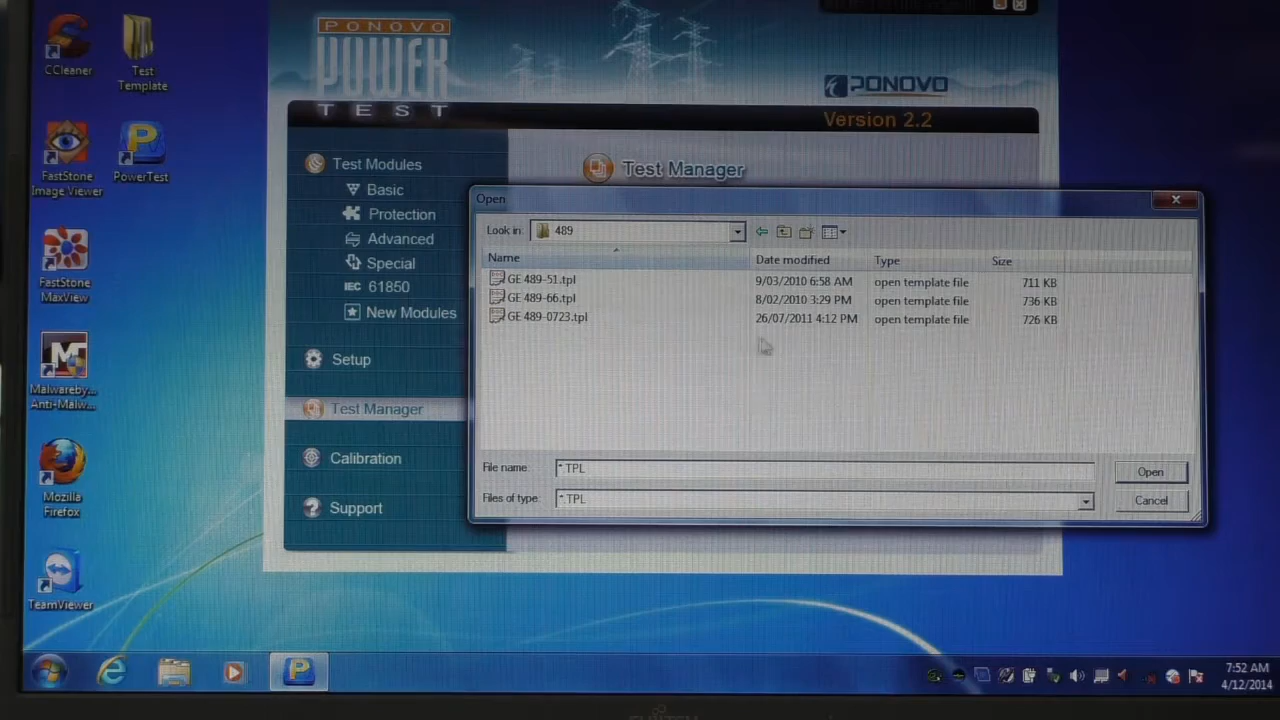 CCleaner
Test
Template
FastStone
Image Viewer
PowerTest
FastStone
MaxView
Malwareby...
Anti-Malw...
Mozilla
Firefox
TeamViewer
PONOVO
POWER
TEST
PONOVO
Version 2.2
Test Modules
Basic
Protection
Advanced
Special
IEC 61850
New Modules
Setup
Test Manager
Calibration
Support
Test Manager
Open
Look in: 489
Name Date modified Type Size
GE 489-51.tpl 9/03/2010 6:58 AM open template file 711 KB
GE 489-66.tpl 8/02/2010 3:29 PM open template file 736 KB
GE 489-0723.tpl 26/07/2011 4:12 PM open template file 726 KB
File name: *.TPL Open
Files of type: *.TPL Cancel
7:52 AM
4/12/2014